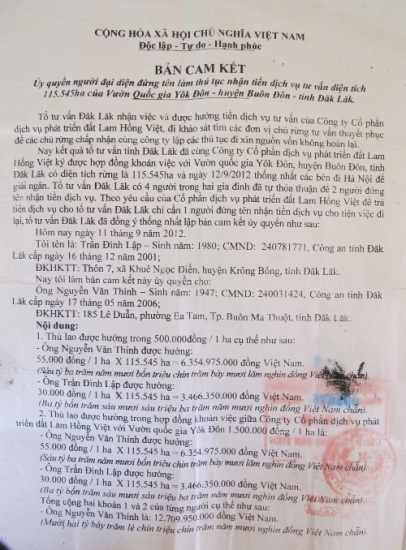 CỘNG HÒA XÃ HỘI CHỦ NGHĨA VIỆT NAM
Độc lập - Tự do - Hạnh phúc
BẢN CAM KẾT
Ủy quyền người đại diện đứng tên làm thủ tục nhận tiền dịch vụ tư vấn diện tích
115.545ha của Vườn Quốc gia Yôk Đôn - huyện Buôn Đôn - tỉnh Đăk Lăk.
Tổ tư vấn Đăk Lăk nhận việc và được hưởng tiền dịch vụ tư vấn của Công ty Cổ phần
dịch vụ phát triển đất Lam Hồng Việt, đi khảo sát tìm các đơn vị chủ rừng tư vấn thuyết phục
để các chủ rừng chấp nhận cùng công ty lập các thủ tục đi xin nguồn vốn không hoàn lại.
Nay kết quả tổ tư vấn Đăk Lăk đã cùng Công ty Cổ phần dịch vụ phát triển đất Lam
Hồng Việt ký được hợp đồng khoán việc với Vườn quốc gia Yôk Đôn, huyện Buôn Đôn, tỉnh
Đăk Lăk có diện tích rừng là 115.545ha và ngày 12/9/2012 thống nhất các bên đi Hà Nội để
giải ngân. Tổ tư vấn Đăk Lăk có 4 người trong hai gia đình đã tự thỏa thuận để 2 người đứng
tên nhận tiền dịch vụ. Theo yêu cầu của Cổ phần dịch vụ phát triển đất Lam Hồng Việt để trả
tiền dịch vụ cho tổ tư vấn Đăk Lăk chỉ cần 1 người đứng tên nhận tiền dịch vụ cho tiện việc đi
lại, tổ tư vấn Đăk Lăk đã đồng ý thống nhất lập bản cam kết ủy quyền như sau:
Hôm nay ngày 11 tháng 9 năm 2012.
Tôi tên là: Trần Đình Lập – Sinh năm: 1980; CMND: 240781771, Công an tỉnh Đăk
Lăk cấp ngày 16 tháng 12 năm 2001;
ĐKHKTT: Thôn 7, xã Khuê Ngọc Điền, huyện Krông Bông, tỉnh Đăk Lăk.
Nay tôi làm bản cam kết này ủy quyền cho:
Ông Nguyễn Văn Thinh – Sinh năm: 1947; CMND: 240031424, Công an tỉnh Đăk
Lăk cấp ngày 17 tháng 05 năm 2006;
ĐKHKTT: 185 Lê Duẩn, phường Ea Tam, Tp. Buôn Ma Thuột, tỉnh Đăk Lăk.
Nội dung:
1. Thù lao được hưởng trong 500.000đồng/ 1 ha cụ thể như sau:
- Ông Nguyễn Văn Thinh được hưởng:
55.000 đồng / 1 ha X 115.545 ha = 6.354.975.000 đồng Việt Nam.
(Sáu tỷ ba trăm năm mươi bốn triệu chín trăm bảy mươi lăm nghìn đồng Việt Nam chẵn).
- Ông Trần Đình Lập được hưởng:
30.000 đồng / 1 ha X 115.545 ha = 3.466.350.000 đồng Việt Nam.
(Ba tỷ bốn trăm sáu mươi sáu triệu ba trăm năm mươi nghìn đồng Việt Nam chẵn).
2. Thù lao được hưởng trong hợp đồng khoán việc giữa Công ty Cổ phần dịch vụ phát
triển đất Lam Hồng Việt với Vườn quốc gia Yôk Đôn 1.500.000 đồng/ 1 ha là:
- Ông Nguyễn Văn Thinh được hưởng:
55.000 đồng / 1 ha X 115.545 ha = 6.354.975.000 đồng Việt Nam.
(Sáu tỷ ba trăm năm mươi bốn triệu chín trăm bảy mươi lăm nghìn đồng Việt Nam chẵn).
- Ông Trần Đình Lập được hưởng:
30.000 đồng / 1 ha X 115.545 ha = 3.466.350.000 đồng Việt Nam.
(Ba tỷ bốn trăm sáu mươi sáu triệu ba trăm năm mươi nghìn đồng Việt Nam chẵn).
Tổng cộng hai khoản 1 và 2 của từng người cụ thể như sau:
- Ông Nguyễn Văn Thinh là: 12.709.950.000 đồng Việt Nam.
(Mười hai tỷ bảy trăm lẻ chín triệu chín trăm năm mươi nghìn đồng Việt Nam chẵn).